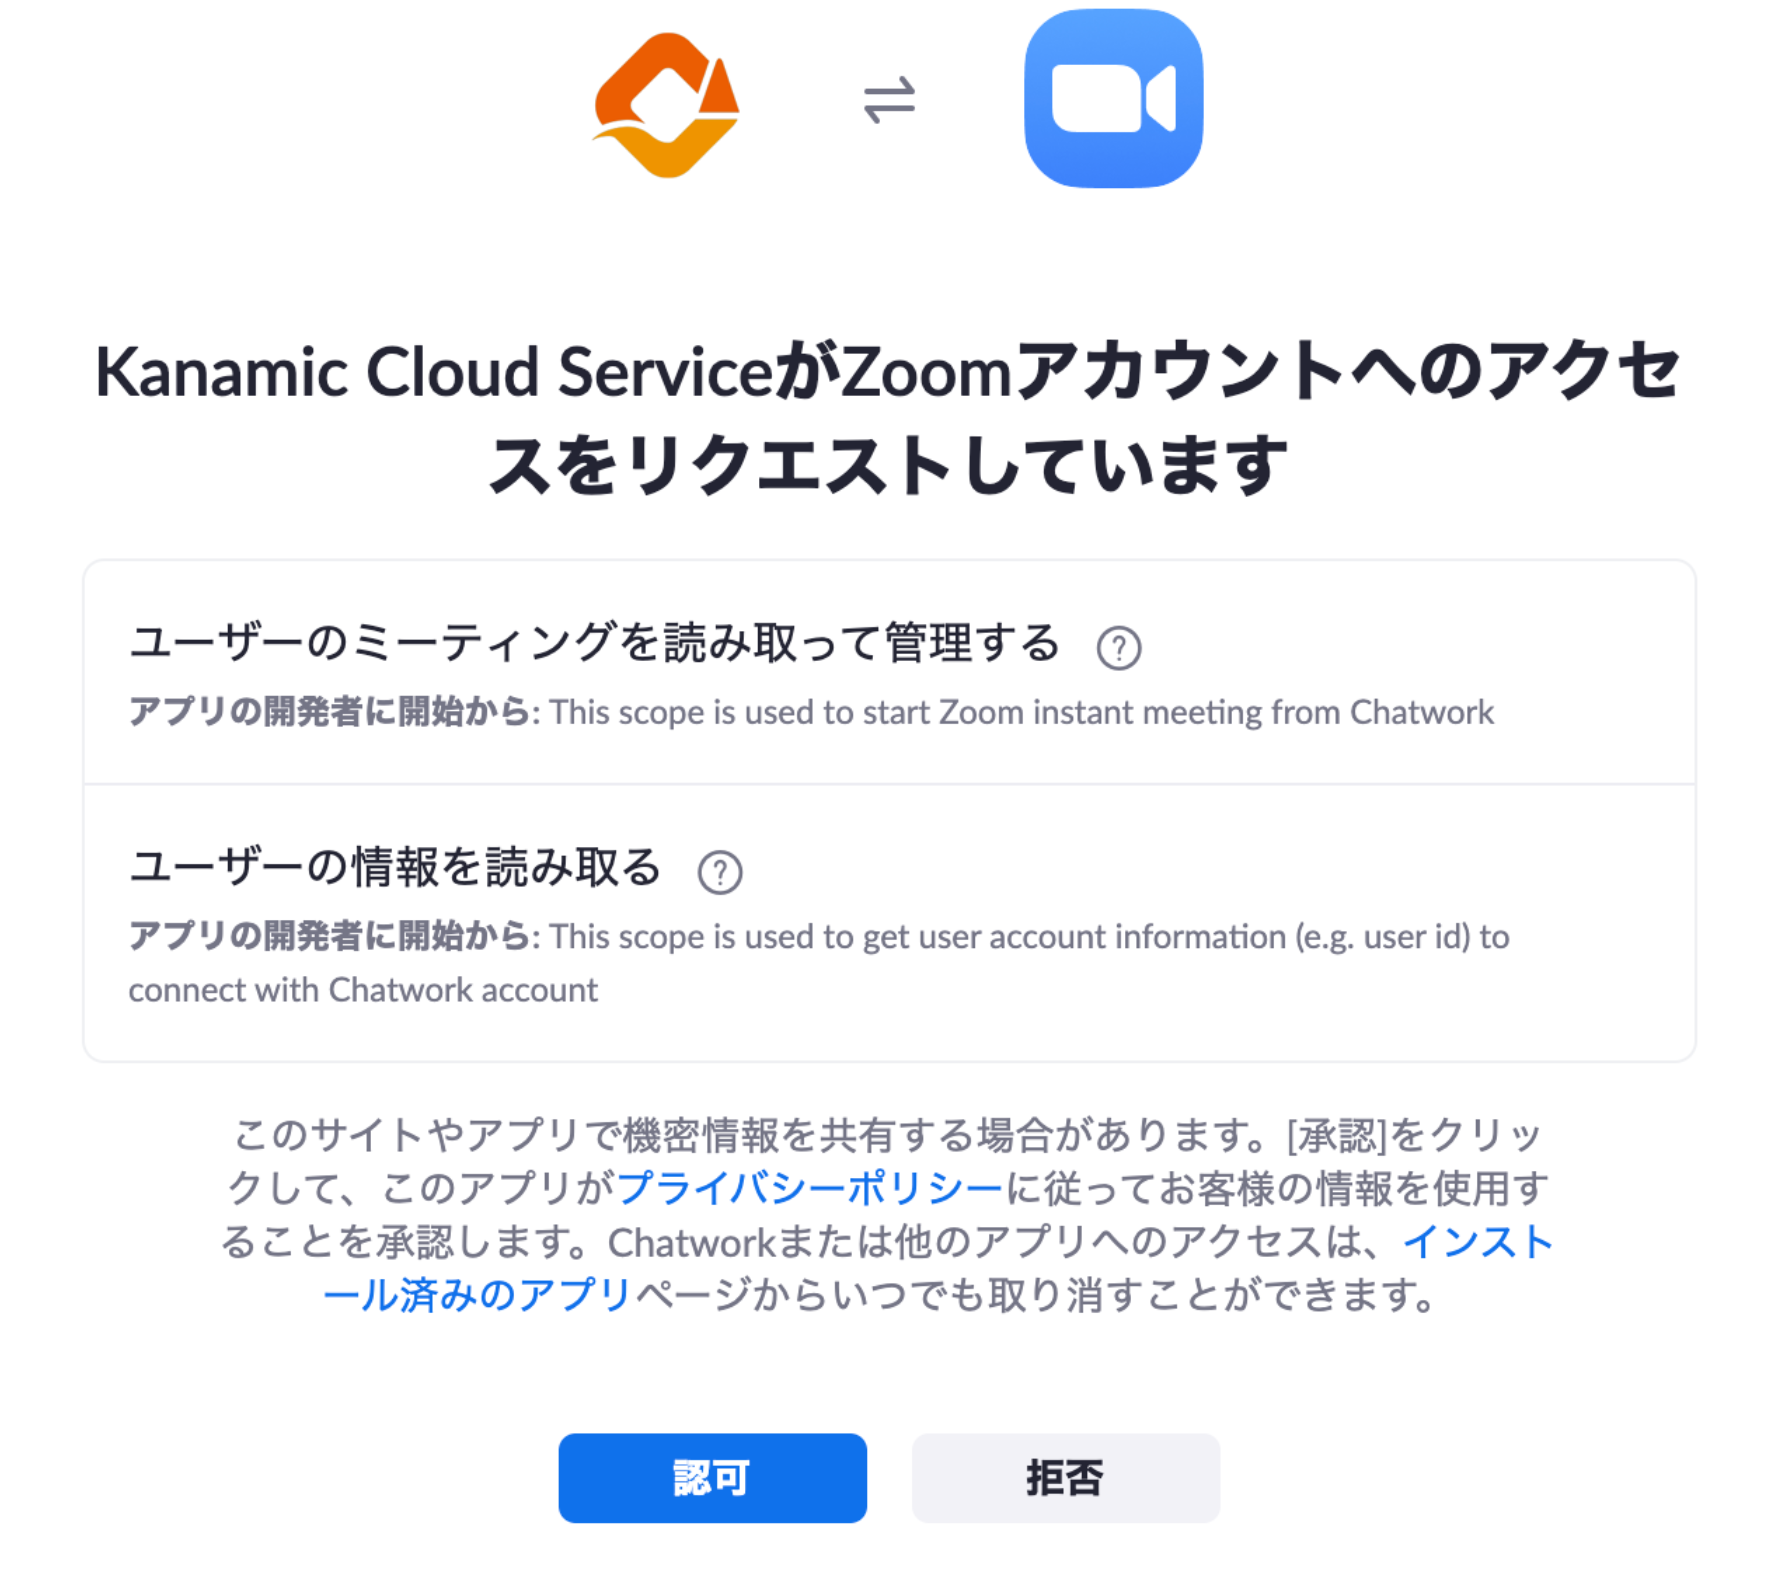 Kanamic Cloud ServiceがZoomアカウントへのアクセ
スをリクエストしています
ユーザーのミーティングを読み取って管理する ?
アプリの開発者に開始から: This scope is used to start Zoom instant meeting from Chatwork
ユーザーの情報を読み取る ?
アプリの開発者に開始から: This scope is used to get user account information (e.g. user id) to
connect with Chatwork account
このサイトやアプリで機密情報を共有する場合があります。[承認]をクリッ
クして、このアプリがプライバシーポリシーに従ってお客様の情報を使用す
ることを承認します。Chatworkまたは他のアプリへのアクセスは、インスト
ール済みのアプリページからいつでも取り消すことができます。
認可
拒否